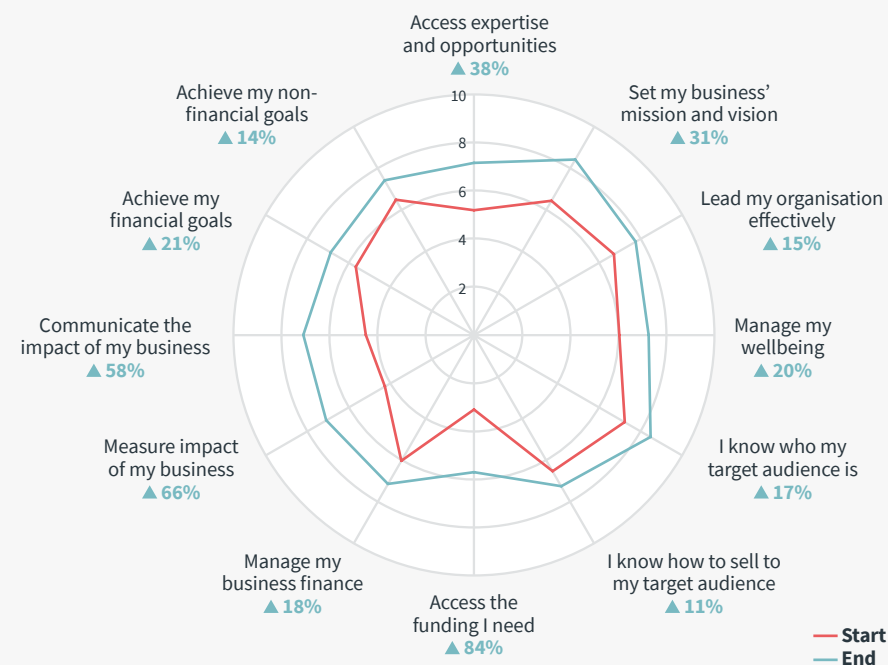 Access expertise
and opportunities
▲ 38%
Set my business’
mission and vision
▲ 31%
Lead my organisation
effectively
▲ 15%
Manage my
wellbeing
▲ 20%
I know who my
target audience is
▲ 17%
I know how to sell to
my target audience
▲ 11%
Access the
funding I need
▲ 84%
Manage my
business finance
▲ 18%
Measure impact
of my business
▲ 66%
Communicate the
impact of my business
▲ 58%
Achieve my
financial goals
▲ 21%
Achieve my non-
financial goals
▲ 14%
10
8
6
4
2
Start
End